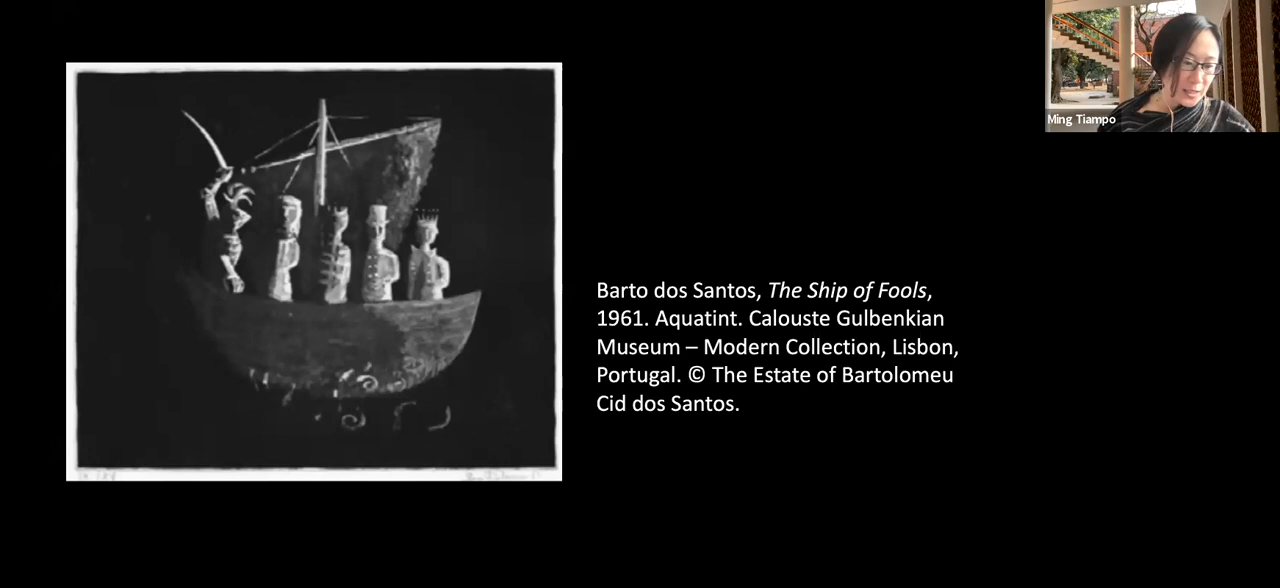 Ming Tiampo
Barto dos Santos, The Ship of Fools,
1961. Aquatint. Calouste Gulbenkian
Museum – Modern Collection, Lisbon,
Portugal. © The Estate of Bartolomeu
Cid dos Santos.